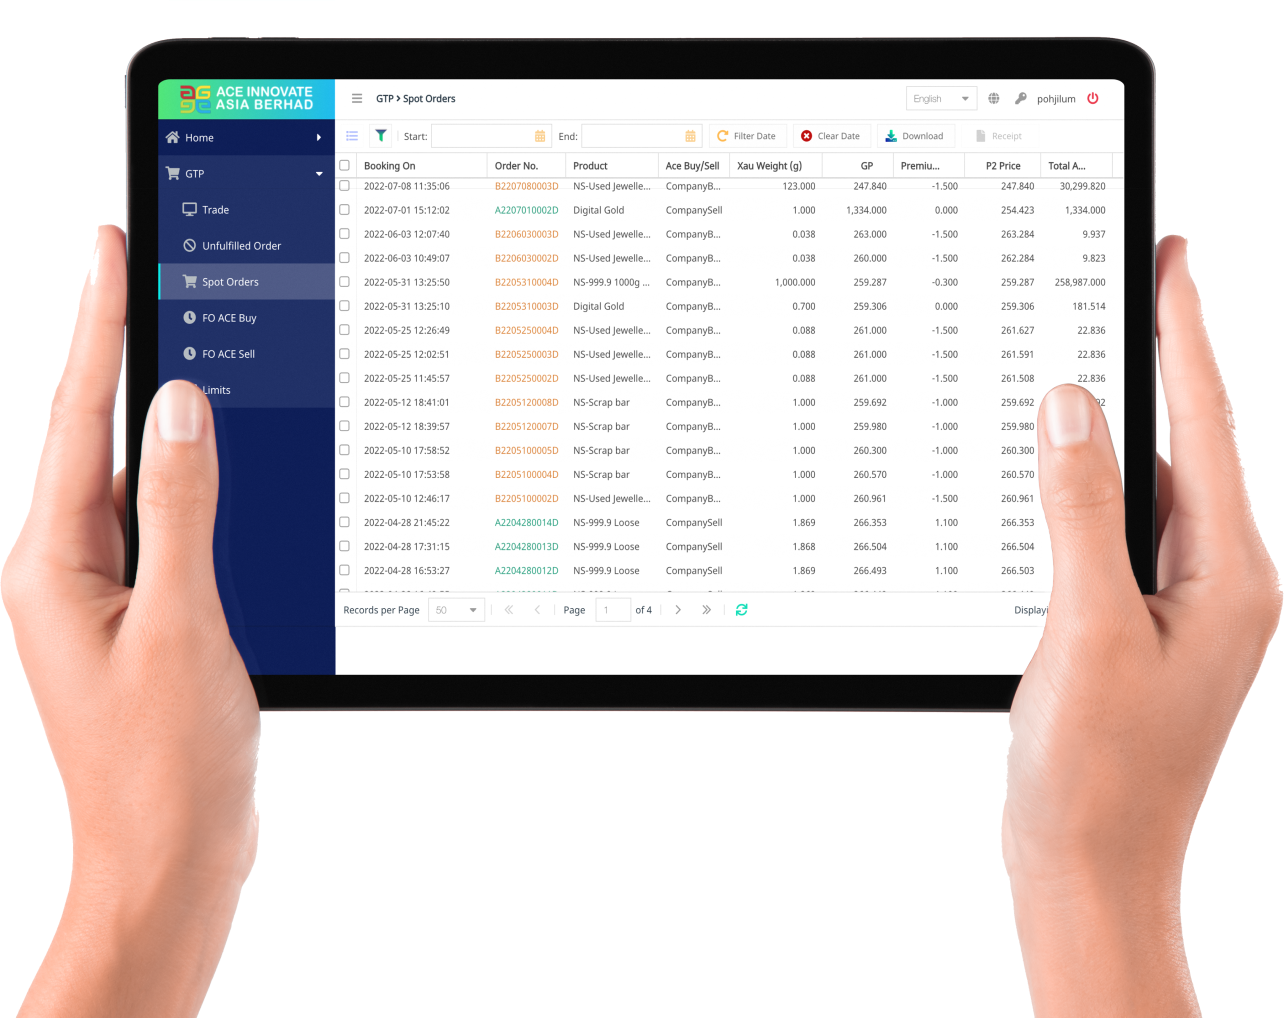 ACE INNOVATE
ASIA BERHAD
GTP > Spot Orders
English
pohjilum
Home
GTP
Trade
Unfulfilled Order
Spot Orders
FO ACE Buy
FO ACE Sell
Limits
Start:
End:
Filter Date
Clear Date
Download
Receipt
Booking On Order No. Product Ace Buy/Sell Xau Weight (g) GP Premiu... P2 Price Total A...
2022-07-08 11:35:06 B2207080003D NS-Used Jewelle... CompanyB... 123.000 247.840 -1.500 247.840 30,299.820
2022-07-01 15:12:02 A2207010002D Digital Gold CompanySell 1.000 1,334.000 0.000 254.423 1,334.000
2022-06-03 12:07:40 B2206030003D NS-Used Jewelle... CompanyB... 0.038 263.000 -1.500 263.284 9.937
2022-06-03 10:49:07 B2206030002D NS-Used Jewelle... CompanyB... 0.038 260.000 -1.500 262.284 9.823
2022-05-31 13:25:50 B2205310004D NS-999.9 1000g ... CompanyB... 1,000.000 259.287 -0.300 259.287 258,987.000
2022-05-31 13:25:10 B2205310003D Digital Gold CompanyB... 0.700 259.306 0.000 259.306 181.514
2022-05-25 12:26:49 B2205250004D NS-Used Jewelle... CompanyB... 0.088 261.000 -1.500 261.627 22.836
2022-05-25 12:02:51 B2205250003D NS-Used Jewelle... CompanyB... 0.088 261.000 -1.500 261.591 22.836
2022-05-25 11:45:57 B2205250002D NS-Used Jewelle... CompanyB... 0.088 261.000 -1.500 261.508 22.836
2022-05-12 18:41:01 B2205120008D NS-Scrap bar CompanyB... 1.000 259.692 -1.000 259.692
2022-05-12 18:39:57 B2205120007D NS-Scrap bar CompanyB... 1.000 259.980 -1.000 259.980
2022-05-10 17:58:52 B2205100005D NS-Scrap bar CompanyB... 1.000 260.300 -1.000 260.300
2022-05-10 17:53:58 B2205100004D NS-Scrap bar CompanyB... 1.000 260.570 -1.000 260.570
2022-05-10 12:46:17 B2205100002D NS-Used Jewelle... CompanyB... 1.000 260.961 -1.500 260.961
2022-04-28 21:45:22 A2204280014D NS-999.9 Loose CompanySell 1.869 266.353 1.100 266.353
2022-04-28 17:31:15 A2204280013D NS-999.9 Loose CompanySell 1.868 266.504 1.100 266.504
2022-04-28 16:53:27 A2204280012D NS-999.9 Loose CompanySell 1.869 266.493 1.100 266.503
Records per Page 50 Page 1 of 4